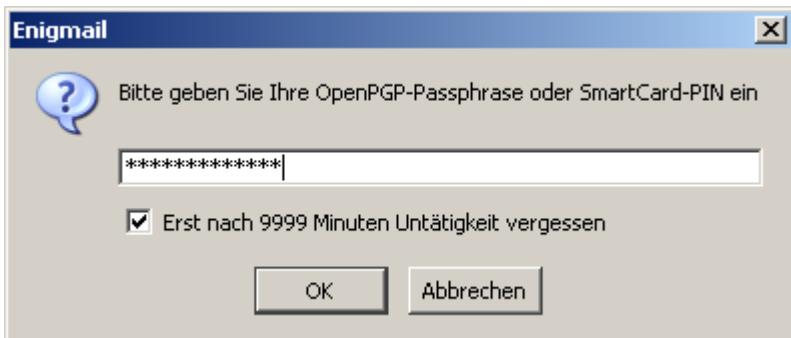 Enigmail
Bitte geben Sie Ihre OpenPGP-Passphrase oder SmartCard-PIN ein
*************
Erst nach 9999 Minuten Untätigkeit vergessen
OK
Abbrechen